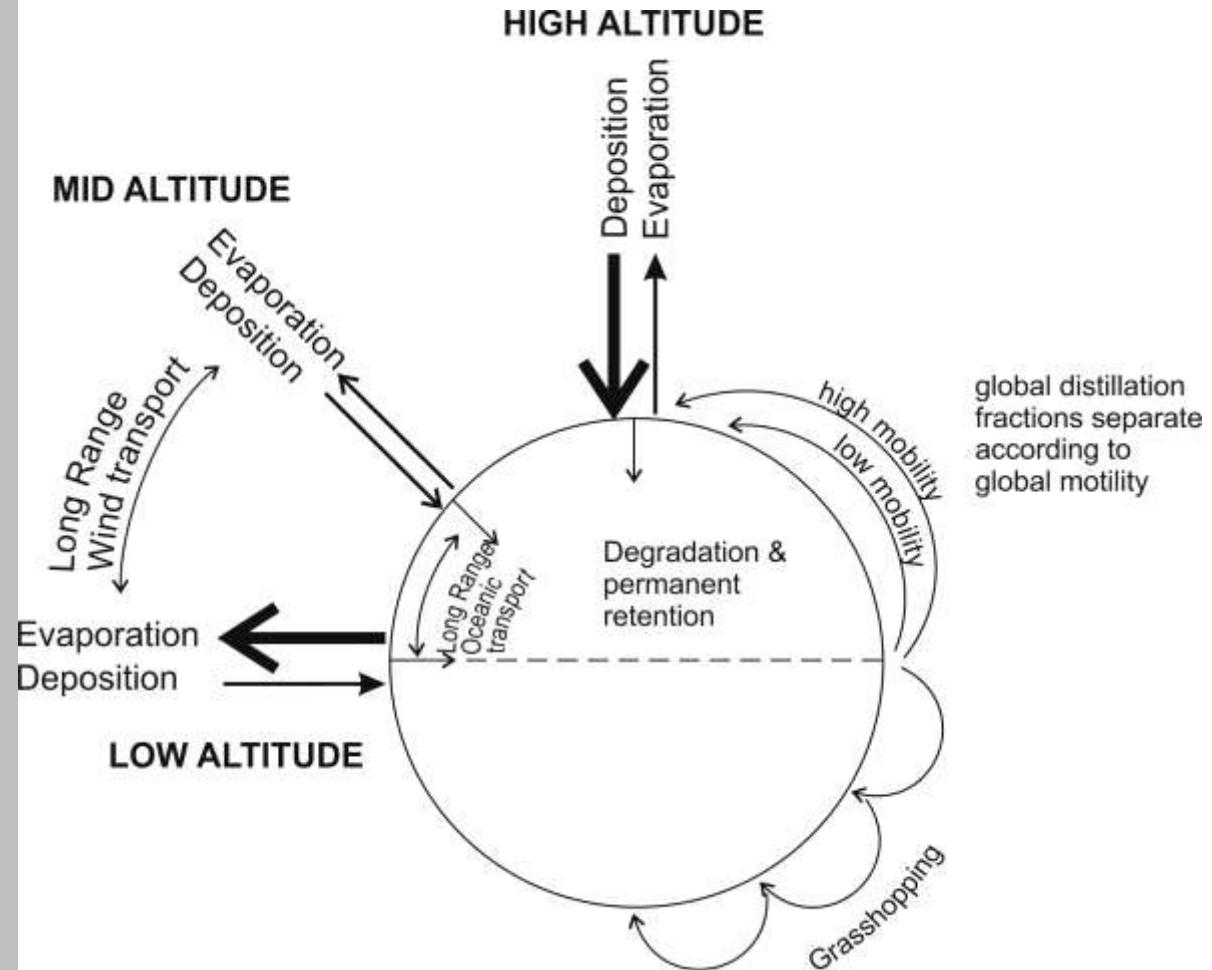 HIGH ALTITUDE
Deposition
Evaporation
MID ALTITUDE
Evaporation
Deposition
Long Range
Wind transport
high mobility
low mobility
global distillation
fractions separate
according to
global motility
Degradation &
permanent
retention
Long Range
Oceanic
transport
Evaporation
Deposition
LOW ALTITUDE
Grasshopping